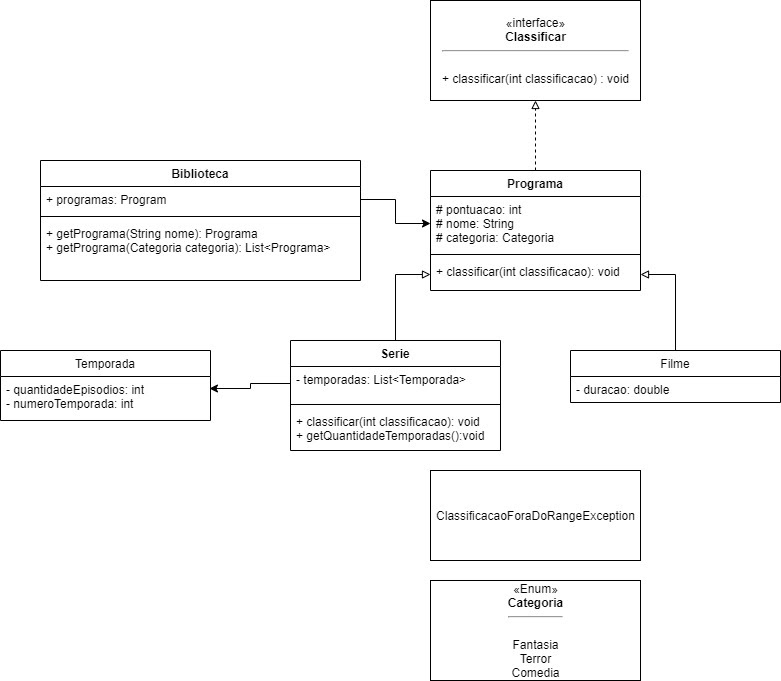 «interface»
Classificar
+ classificar(int classificacao) : void
Biblioteca
+ programas: Program
+ getPrograma(String nome): Programa
+ getPrograma(Categoria categoria): List<Programa>
Programa
# pontuacao: int
# nome: String
# categoria: Categoria
+ classificar(int classificacao): void
Temporada
- quantidadeEpisodios: int
- numeroTemporada: int
Serie
- temporadas: List<Temporada>
+ classificar(int classificacao): void
+ getQuantidadeTemporadas():void
Filme
- duracao: double
ClassificacaoForaDoRangeException
«Enum»
Categoria
Fantasia
Terror
Comedia